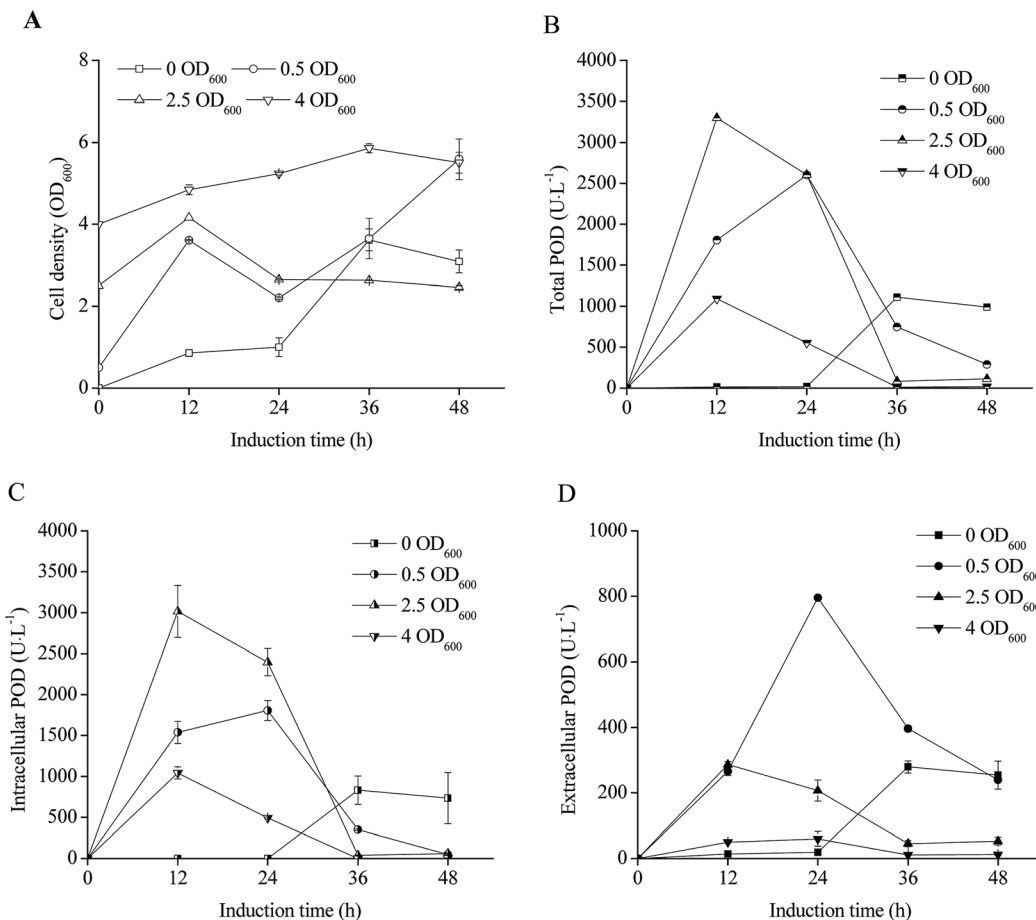 A
0 OD600 0.5 OD600
2.5 OD600 4 OD600
Cell density (OD600)
8
6
4
2
0
0 12 24 36 48
Induction time (h)
B
0 OD600
0.5 OD600
2.5 OD600
4 OD600
Total POD (U·L-1)
4000
3500
3000
2500
2000
1500
1000
500
0
0 12 24 36 48
Induction time (h)
C
0 OD600
0.5 OD600
2.5 OD600
4 OD600
Intracellular POD (U·L-1)
4000
3500
3000
2500
2000
1500
1000
500
0
0 12 24 36 48
Induction time (h)
D
0 OD600
0.5 OD600
2.5 OD600
4 OD600
Extracellular POD (U·L-1)
1000
800
600
400
200
0
0 12 24 36 48
Induction time (h)